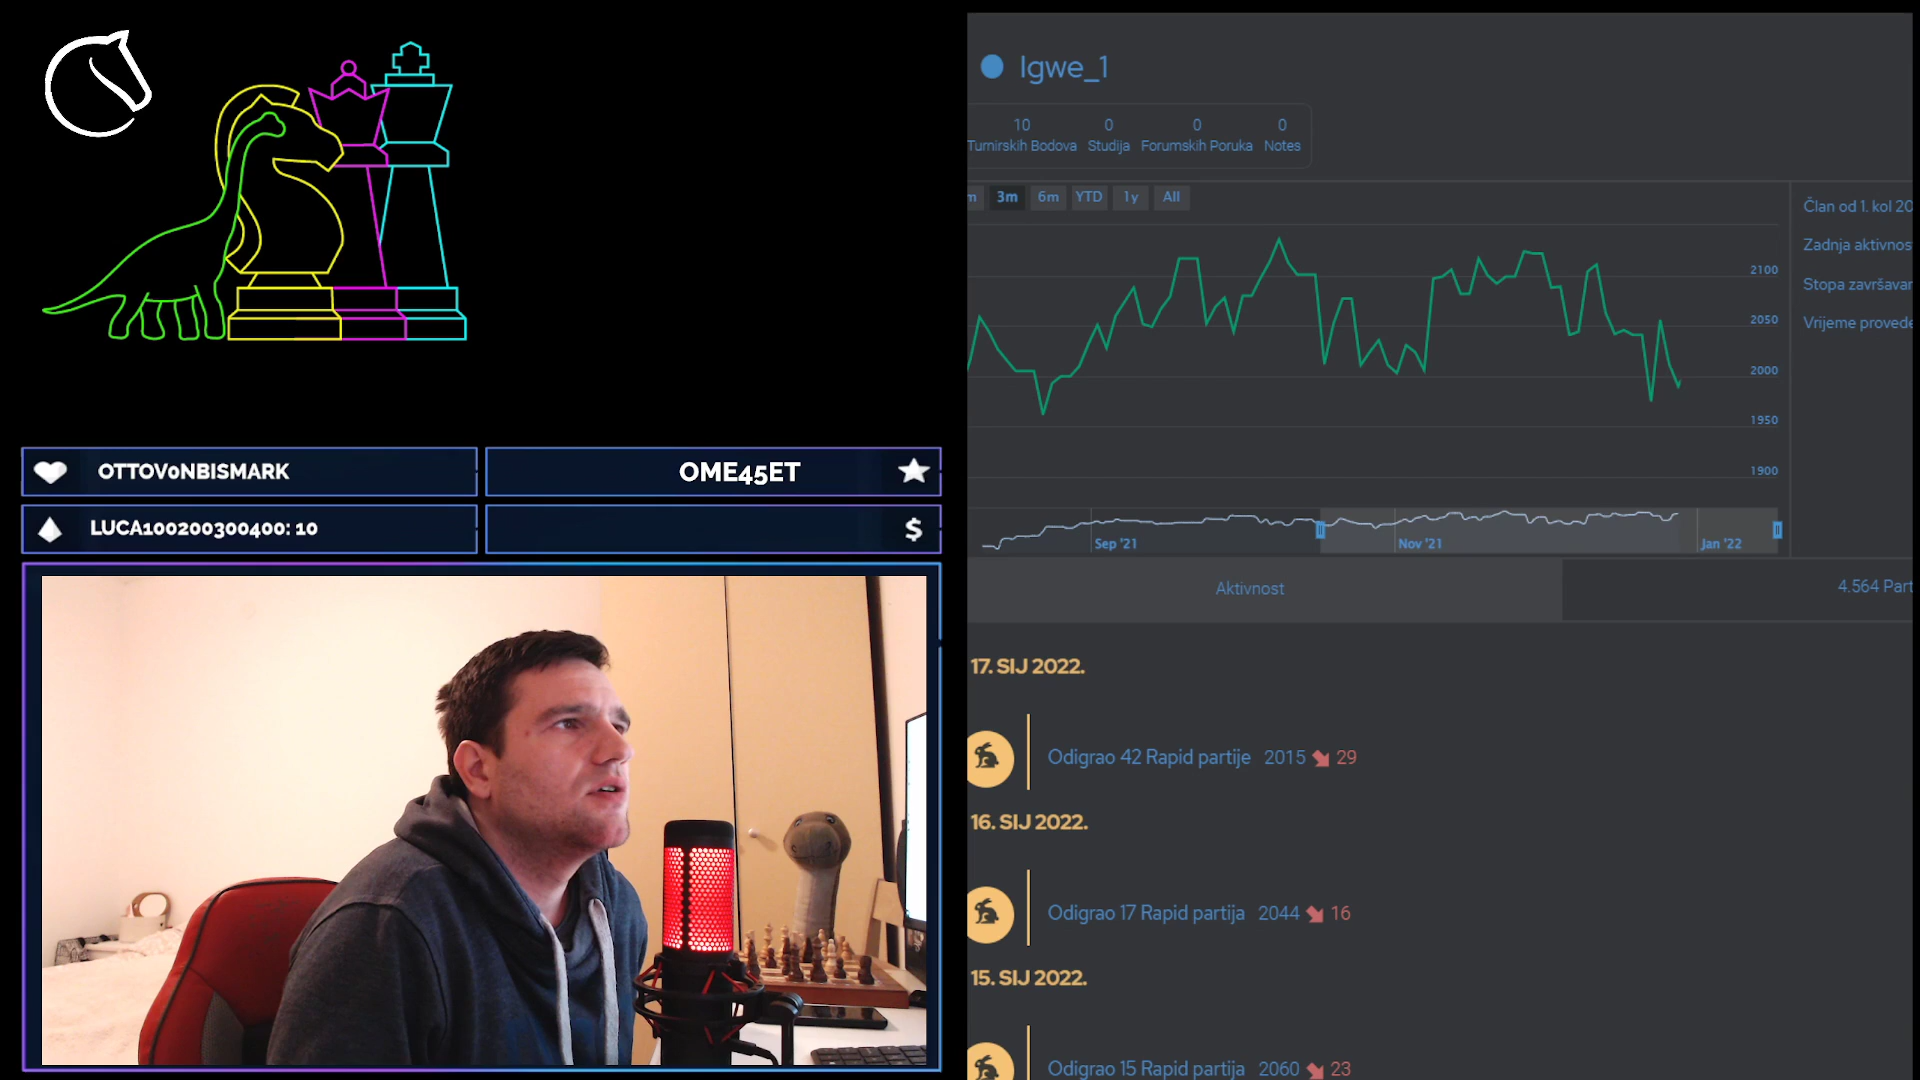 OTTOV0NBISMARK
OME45ET
LUCA100200300400: 10
$
Igwe_1
10 0 0 0
Turnirskih Bodova Studija Forumskih Poruka Notes
m 3m 6m YTD 1y All
2100
2050
2000
1950
1900
Sep '21 Nov '21 Jan '22
Član od 1. kol 20
Zadnja aktivnos
Stopa završavan
Vrijeme provede
Aktivnost
4.564 Part
17. SIJ 2022.
Odigrao 42 Rapid partije 2015 29
16. SIJ 2022.
Odigrao 17 Rapid partija 2044 16
15. SIJ 2022.
Odigrao 15 Rapid partija 2060 23